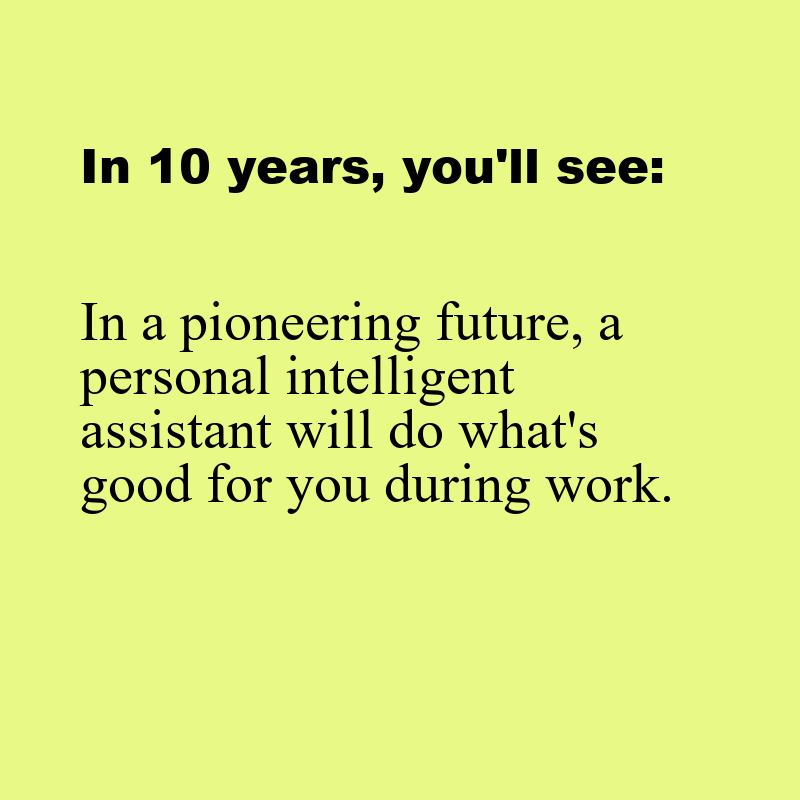 In 10 years, you'll see:
In a pioneering future, a
personal intelligent
assistant will do what's
good for you during work.